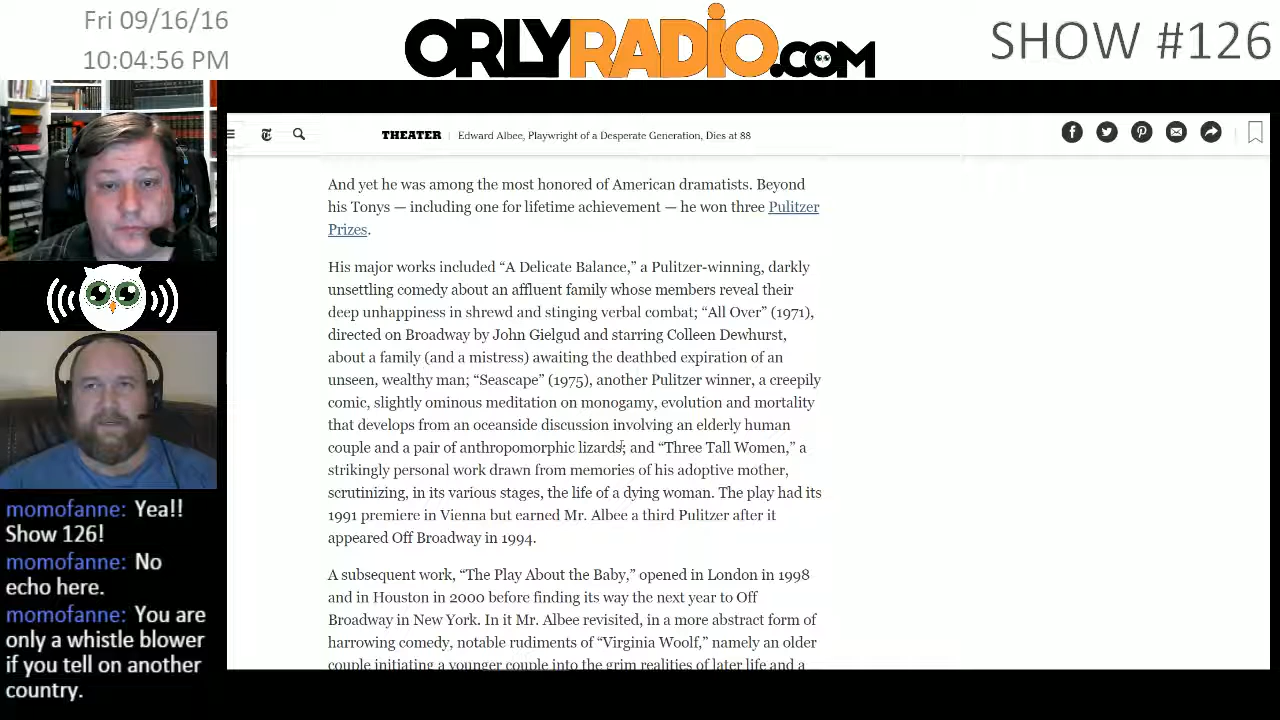 Fri 09/16/16
10:04:56 PM
ORLYRADIO.COM
SHOW #126
THEATER | Edward Albee, Playwright of a Desperate Generation, Dies at 88
And yet he was among the most honored of American dramatists. Beyond
his Tonys — including one for lifetime achievement — he won three Pulitzer
Prizes.
His major works included “A Delicate Balance,” a Pulitzer-winning, darkly
unsettling comedy about an affluent family whose members reveal their
deep unhappiness in shrewd and stinging verbal combat; “All Over” (1971),
directed on Broadway by John Gielgud and starring Colleen Dewhurst,
about a family (and a mistress) awaiting the deathbed expiration of an
unseen, wealthy man; “Seascape” (1975), another Pulitzer winner, a creepily
comic, slightly ominous meditation on monogamy, evolution and mortality
that develops from an oceanside discussion involving an elderly human
couple and a pair of anthropomorphic lizards; and “Three Tall Women,” a
strikingly personal work drawn from memories of his adoptive mother,
scrutinizing, in its various stages, the life of a dying woman. The play had its
1991 premiere in Vienna but earned Mr. Albee a third Pulitzer after it
appeared Off Broadway in 1994.
A subsequent work, “The Play About the Baby,” opened in London in 1998
and in Houston in 2000 before finding its way the next year to Off
Broadway in New York. In it Mr. Albee revisited, in a more abstract form of
harrowing comedy, notable rudiments of “Virginia Woolf,” namely an older
couple initiating a younger couple into the grim realities of later life and a
momofanne: Yea!!
Show 126!
momofanne: No
echo here.
momofanne: You are
only a whistle blower
if you tell on another
country.